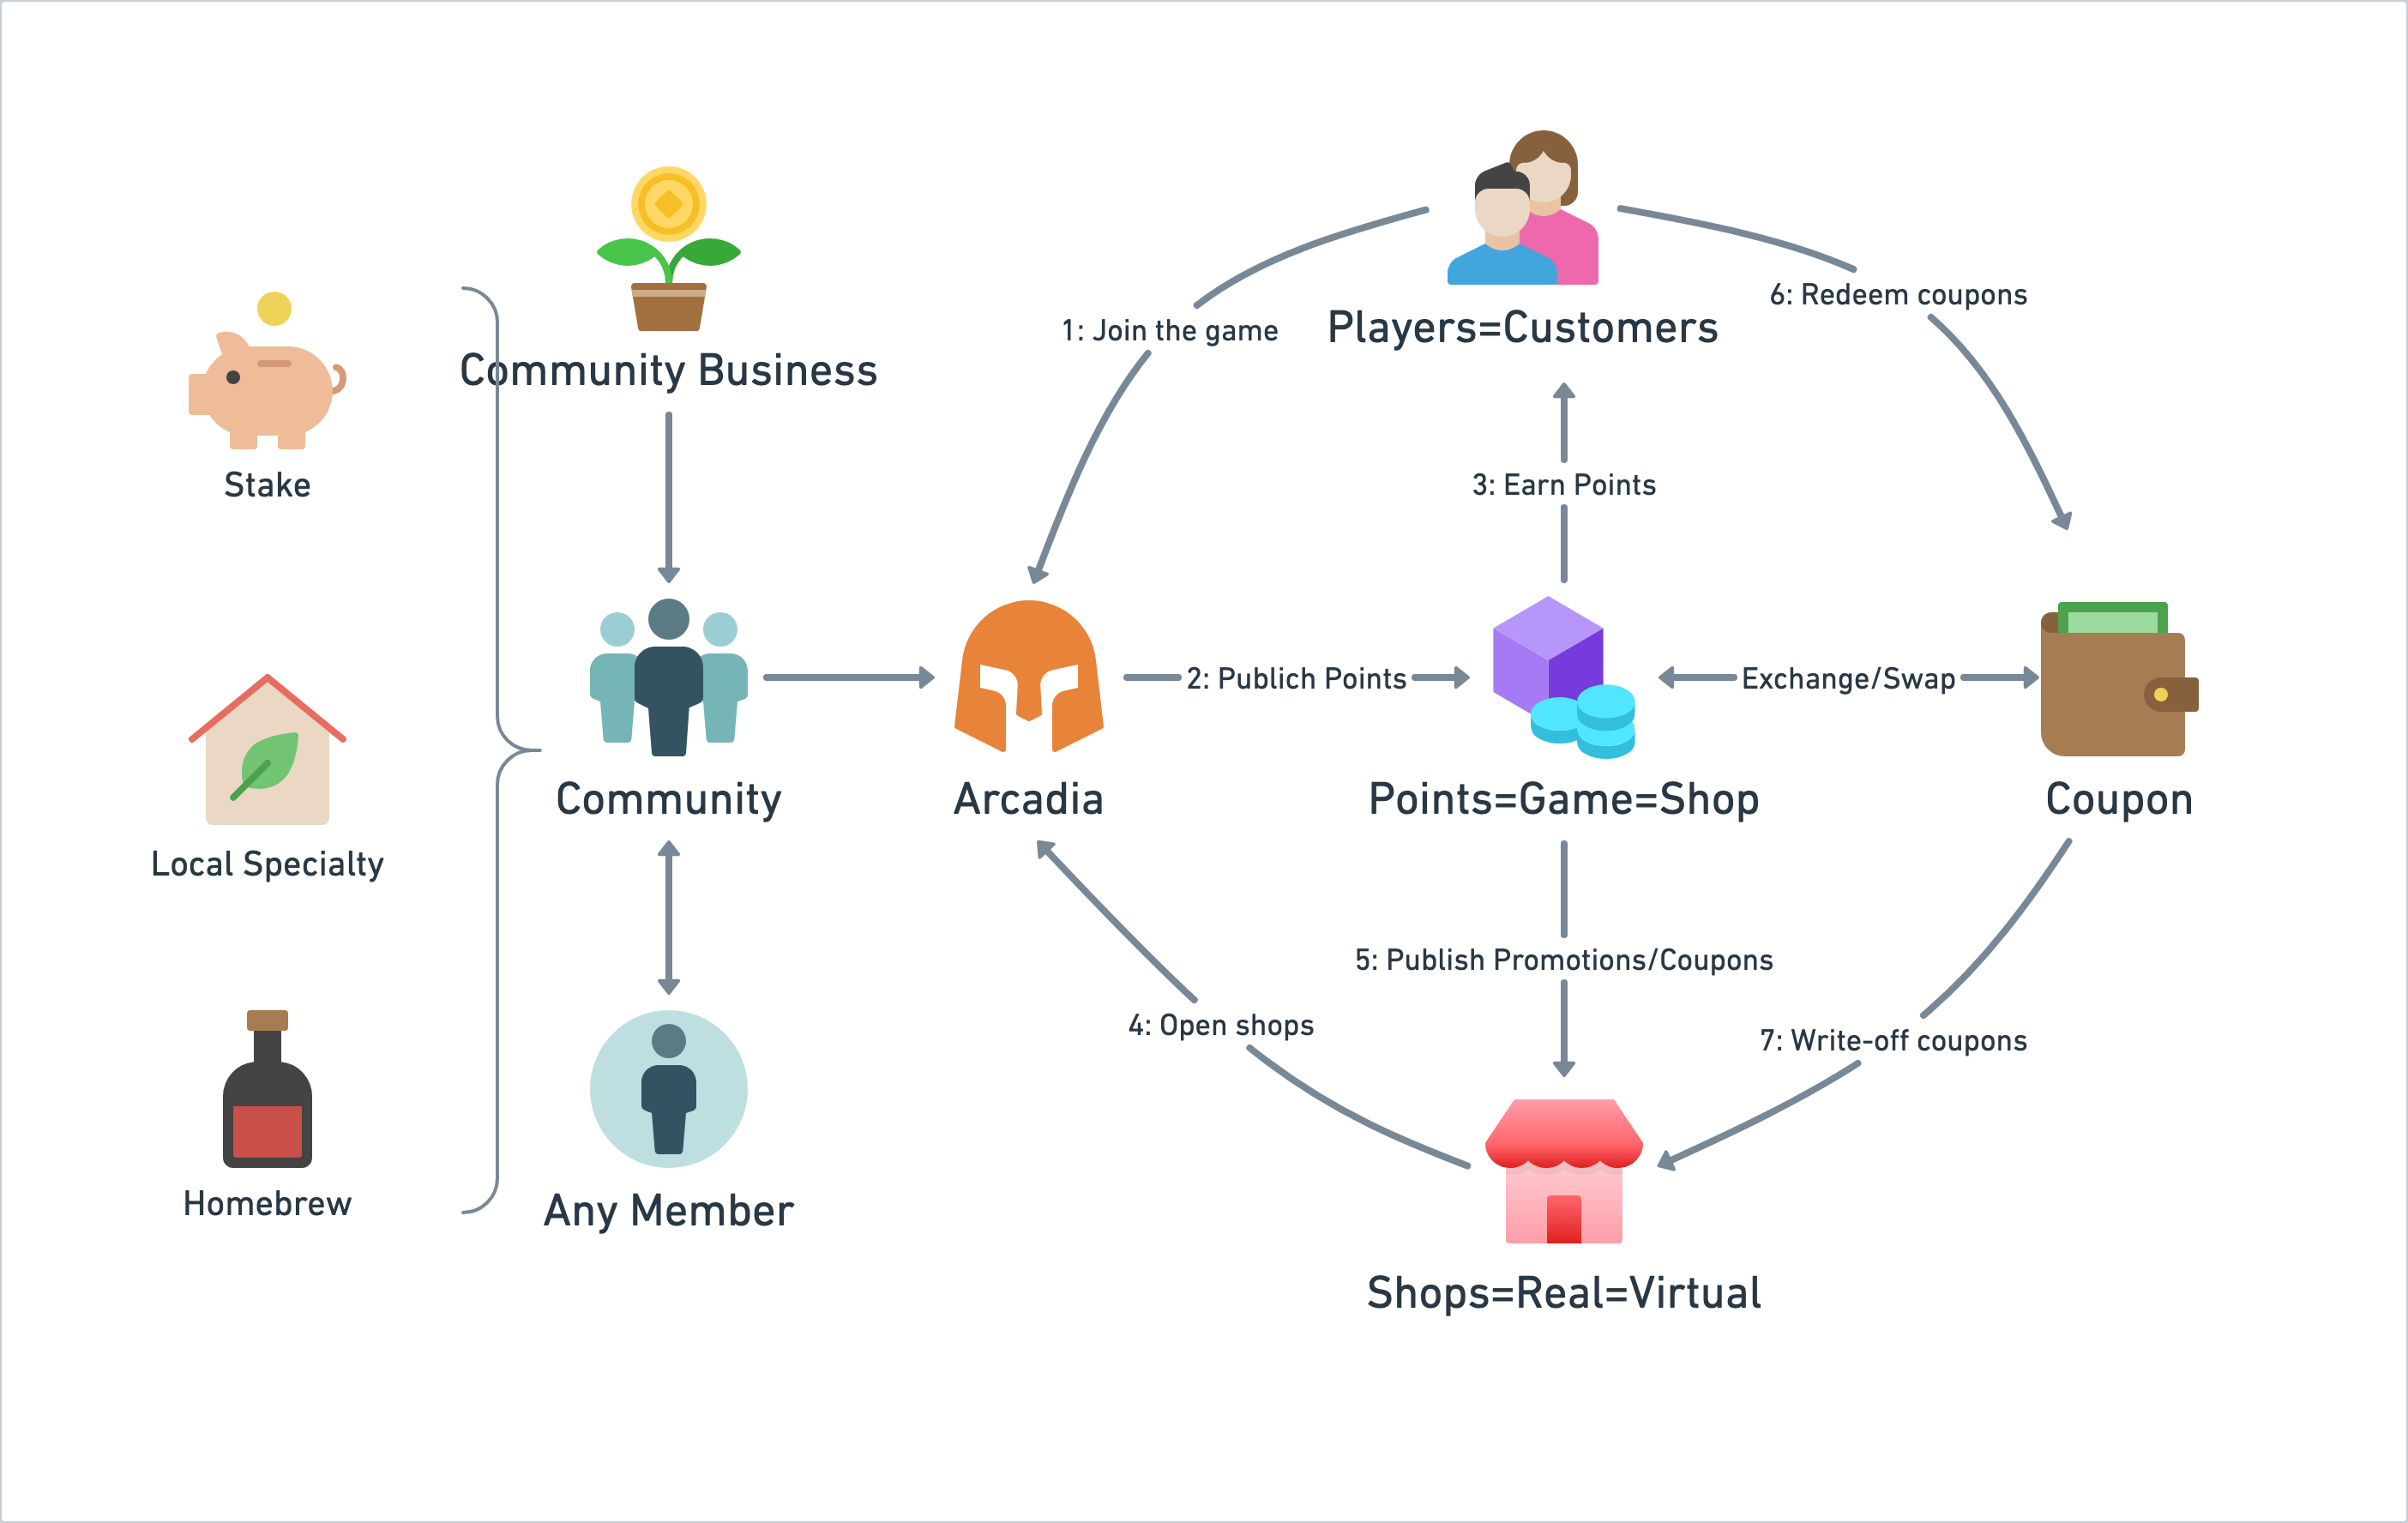 Stake
Local Specialty
Homebrew
Community Business
Community
Any Member
Arcadia
1: Join the game
Players=Customers
6: Redeem coupons
3: Earn Points
2: Publich Points
Points=Game=Shop
Exchange/Swap
Coupon
5: Publish Promotions/Coupons
4: Open shops
7: Write-off coupons
Shops=Real=Virtual